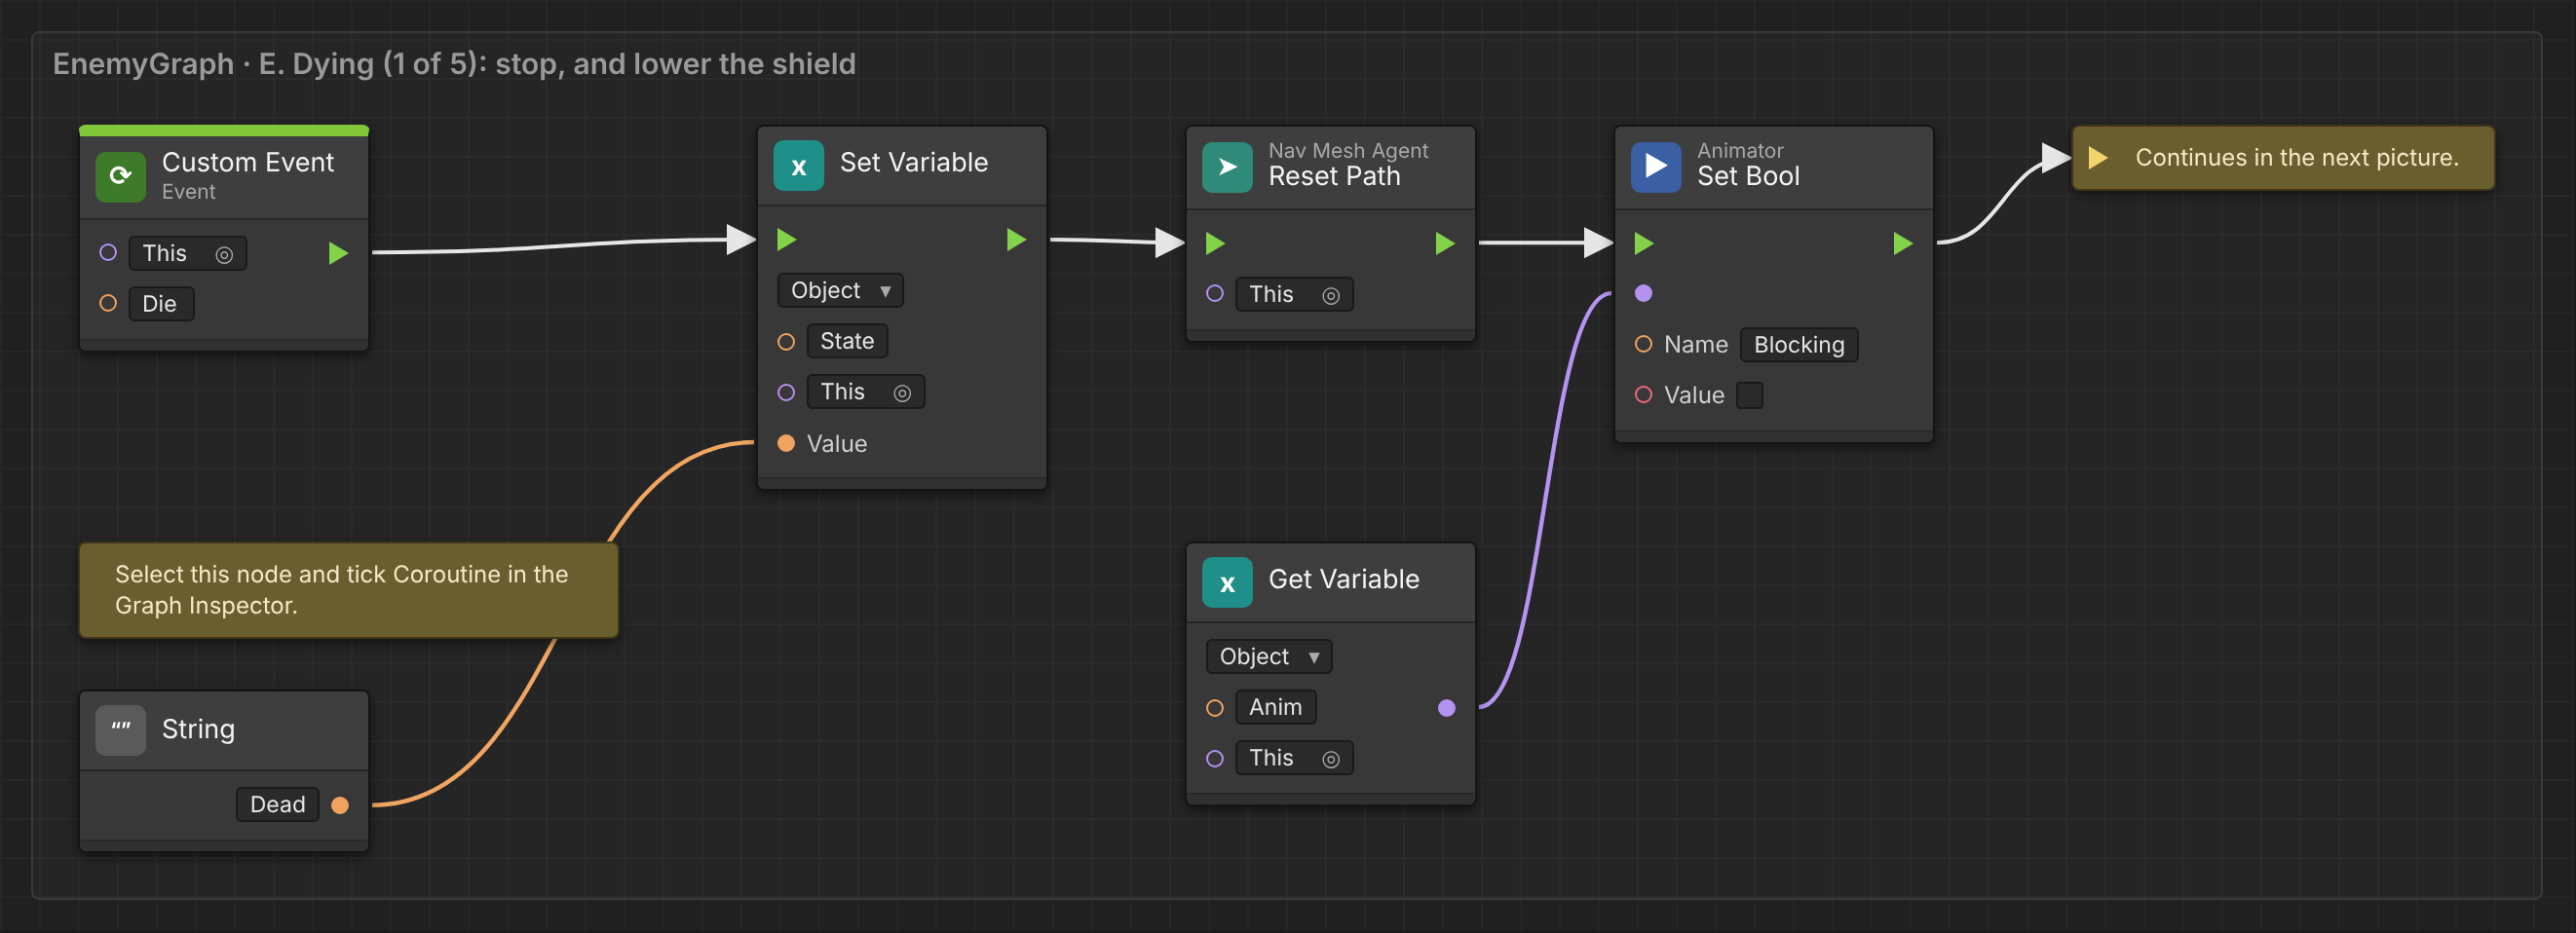 EnemyGraph · E. Dying (1 of 5): stop, and lower the shield
Custom Event
Event
This
Die
Set Variable
Object
State
This
Value
Nav Mesh Agent
Reset Path
This
Animator
Set Bool
Name Blocking
Value
Continues in the next picture.
Select this node and tick Coroutine in the
Graph Inspector.
String
Dead
Get Variable
Object
Anim
This